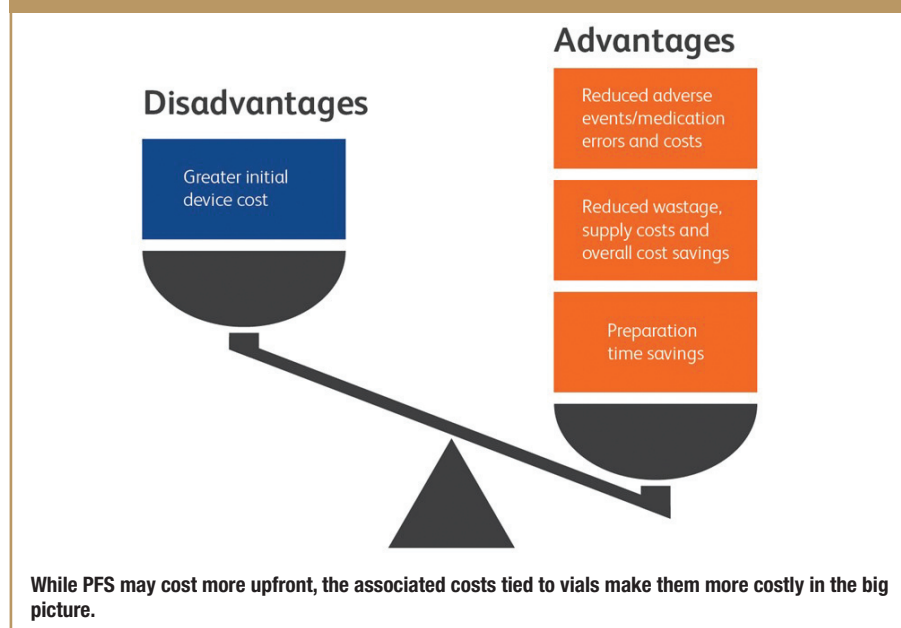 Disadvantages
Greater initial
device cost
Advantages
Reduced adverse
events/medication
errors and costs
Reduced wastage,
supply costs and
overall cost savings
Preparation
time savings
While PFS may cost more upfront, the associated costs tied to vials make them more costly in the big
picture.